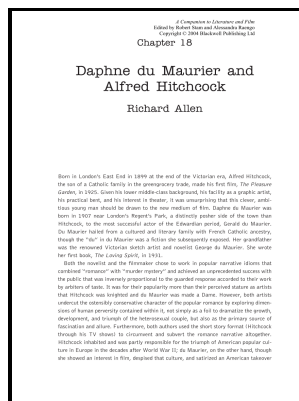 A Companion to Literature and Film
Edited by Robert Stam and Alessandra Raengo
Copyright © 2004 Blackwell Publishing Ltd
Chapter 18
Daphne du Maurier and
Alfred Hitchcock
Richard Allen
Born in London's East End in 1899 at the end of the Victorian era, Alfred Hitchcock,
the son of a Catholic family in the greengrocery trade, made his first film, The Pleasure
Garden, in 1925. Given his lower middle-class background, his facility as a graphic artist,
his practical bent, and his interest in theater, it was unsurprising that this clever, ambi-
tious young man should be drawn to the new medium of film. Daphne du Maurier was
born in 1907 near London's Regent's Park, a distinctly posher side of the town than
Hitchcock, to the most successful actor of the Edwardian period, Gerald du Maurier.
Du Maurier hailed from a cultured and literary family with French Catholic ancestry,
though the "du" in du Maurier was a fiction she subsequently exposed. Her grandfather
was the renowned Victorian sketch artist and novelist George du Maurier. She wrote
her first book, The Loving Spirit, in 1931.
Both the novelist and the filmmaker chose to work in popular narrative idioms that
combined "romance" with "murder mystery" and achieved an unprecedented success with
the public that was inversely proportional to the guarded response accorded to their work
by arbiters of taste. It was for their popularity more than their perceived stature as artists
that Hitchcock was knighted and du Maurier was made a Dame. However, both artists
undercut the ostensibly conservative character of the popular romance by exploring dimen-
sions of human perversity contained within it, not simply as a foil to dramatize the growth,
development, and triumph of the heterosexual couple, but also as the primary source of
fascination and allure. Furthermore, both authors used the short story format (Hitchcock
through his TV shows) to circumvent and subvert the romance narrative altogether.
Hitchcock inhabited and was partly responsible for the triumph of American popular cul-
ture in Europe in the decades after World War II; du Maurier, on the other hand, though
she showed an interest in film, despised that culture, and satirized an American takeover